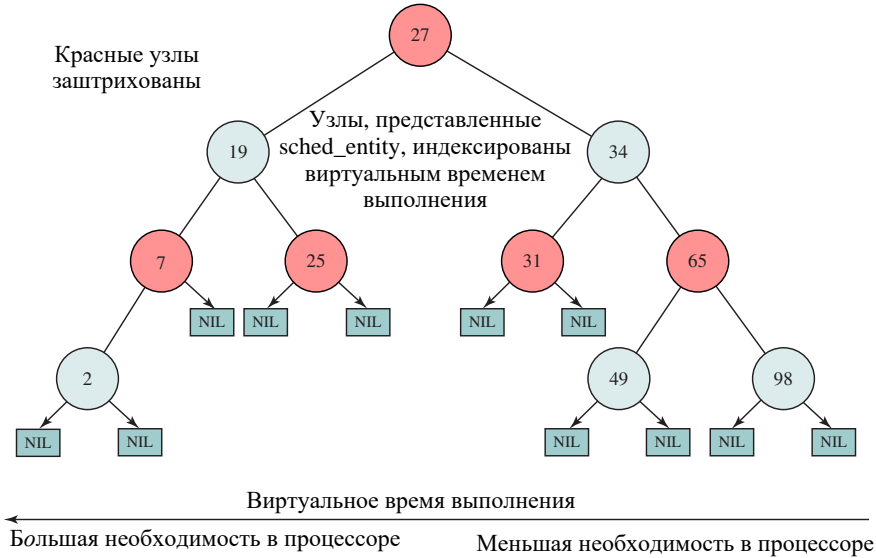 27
Красные узлы
заштрихованы
Узлы, представленные
sched_entity, индексированы
виртуальным временем
выполнения
19
34
7
25
31
65
NIL
NIL
NIL
NIL
NIL
2
49
98
NIL
NIL
NIL
NIL
NIL
NIL
Виртуальное время выполнения
Большая необходимость в процессоре
Меньшая необходимость в процессоре